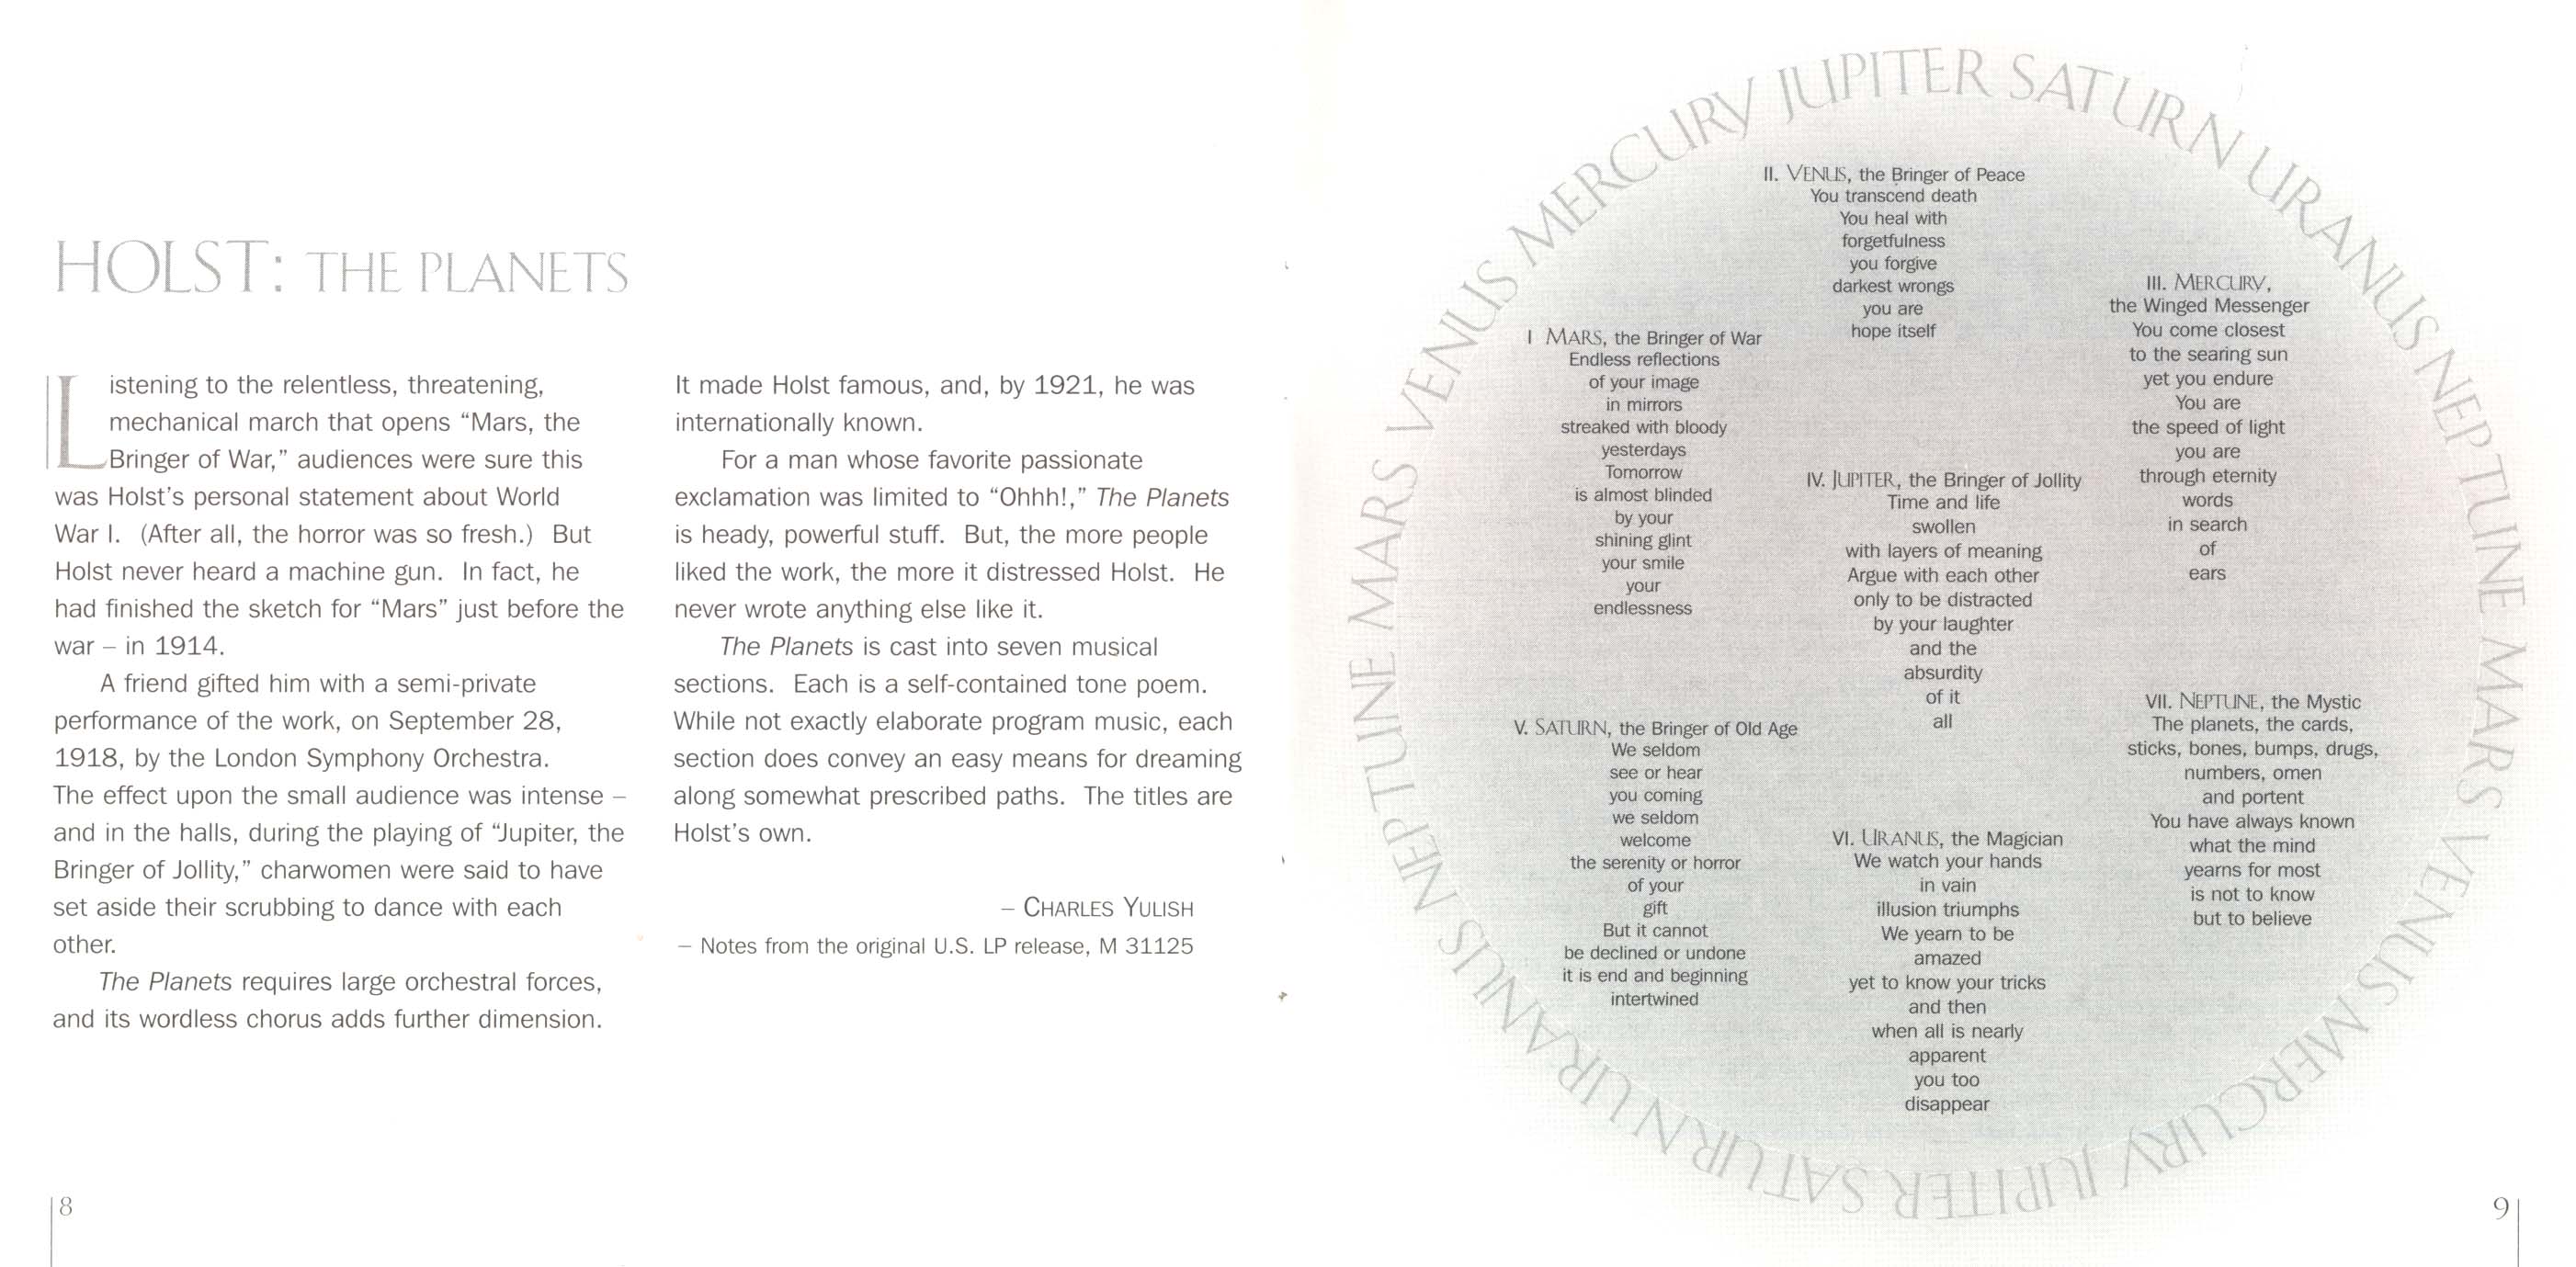 HOLST: THE PLANETS
Listening to the relentless, threatening,
mechanical march that opens “Mars, the
Bringer of War,” audiences were sure this
was Holst’s personal statement about World
War I. (After all, the horror was so fresh.) But
Holst never heard a machine gun. In fact, he
had finished the sketch for “Mars” just before the
war – in 1914.
A friend gifted him with a semi-private
performance of the work, on September 28,
1918, by the London Symphony Orchestra.
The effect upon the small audience was intense –
and in the halls, during the playing of “Jupiter, the
Bringer of Jollity,” charwomen were said to have
set aside their scrubbing to dance with each
other.
The Planets requires large orchestral forces,
and its wordless chorus adds further dimension.
It made Holst famous, and, by 1921, he was
internationally known.
For a man whose favorite passionate
exclamation was limited to “Ohhh!,” The Planets
is heady, powerful stuff. But, the more people
liked the work, the more it distressed Holst. He
never wrote anything else like it.
The Planets is cast into seven musical
sections. Each is a self-contained tone poem.
While not exactly elaborate program music, each
section does convey an easy means for dreaming
along somewhat prescribed paths. The titles are
Holst’s own.
– CHARLES YULISH
– Notes from the original U.S. LP release, M 31125
8
MARS VENUS MERCURY JUPITER SATURN URANUS NEPTUNE MARS VENUS MERCURY JUPITER SATURN URANUS NEPTUNE
I MARS, the Bringer of War
Endless reflections
of your image
in mirrors
streaked with bloody
yesterdays
Tomorrow
is almost blinded
by your
shining glint
your smile
your
endlessness
II. VENUS, the Bringer of Peace
You transcend death
You heal with
forgetfulness
you forgive
darkest wrongs
you are
hope itself
III. MERCURY,
the Winged Messenger
You come closest
to the searing sun
yet you endure
You are
the speed of light
you are
through eternity
words
in search
of
ears
IV. JUPITER, the Bringer of Jollity
Time and life
swollen
with layers of meaning
Argue with each other
only to be distracted
by your laughter
and the
absurdity
of it
all
V. SATURN, the Bringer of Old Age
We seldom
see or hear
you coming
we seldom
welcome
the serenity or horror
of your
gift
But it cannot
be declined or undone
it is end and beginning
intertwined
VI. URANUS, the Magician
We watch your hands
in vain
illusion triumphs
We yearn to be
amazed
yet to know your tricks
and then
when all is nearly
apparent
you too
disappear
VII. NEPTUNE, the Mystic
The planets, the cards,
sticks, bones, bumps, drugs,
numbers, omen
and portent
You have always known
what the mind
yearns for most
is not to know
but to believe
9